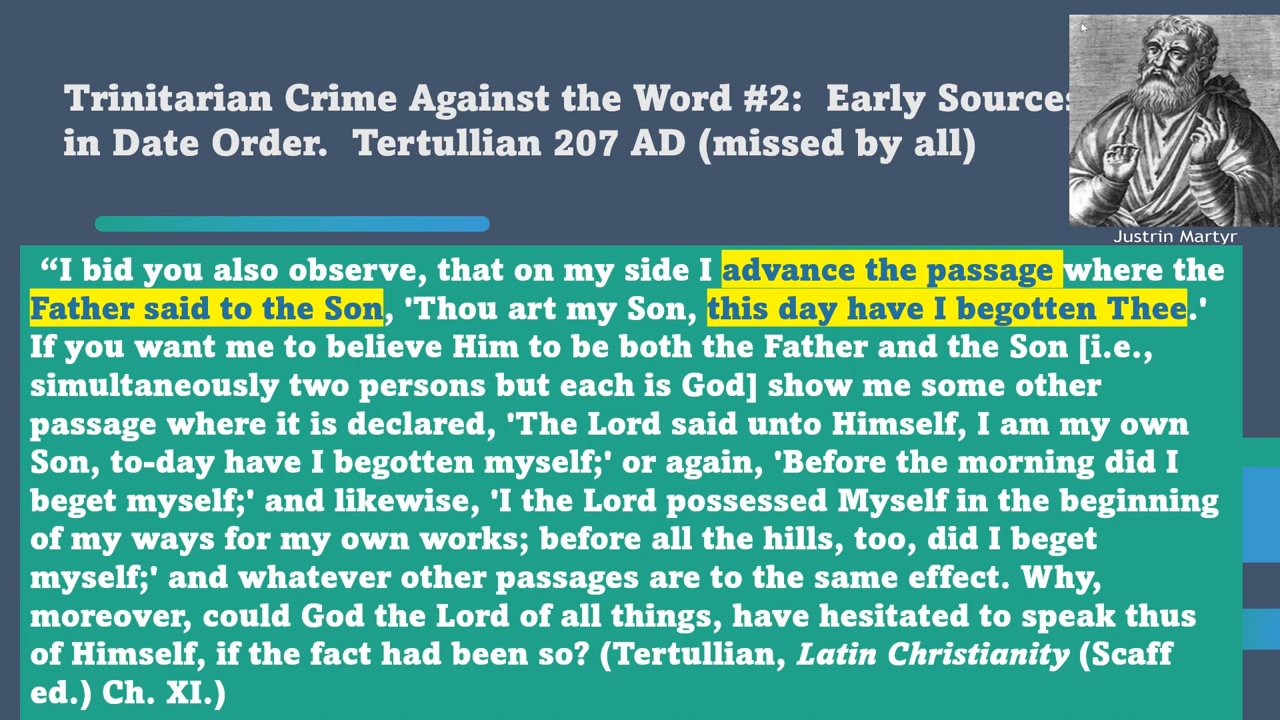 Trinitarian Crime Against the Word #2: Early Sources
in Date Order. Tertullian 207 AD (missed by all)
Justrin Martyr
“I bid you also observe, that on my side I advance the passage where the
Father said to the Son, 'Thou art my Son, this day have I begotten Thee.'
If you want me to believe Him to be both the Father and the Son [i.e.,
simultaneously two persons but each is God] show me some other
passage where it is declared, 'The Lord said unto Himself, I am my own
Son, to-day have I begotten myself;' or again, 'Before the morning did I
beget myself;' and likewise, 'I the Lord possessed Myself in the beginning
of my ways for my own works; before all the hills, too, did I beget
myself;' and whatever other passages are to the same effect. Why,
moreover, could God the Lord of all things, have hesitated to speak thus
of Himself, if the fact had been so? (Tertullian, Latin Christianity (Scaff
ed.) Ch. XI.)